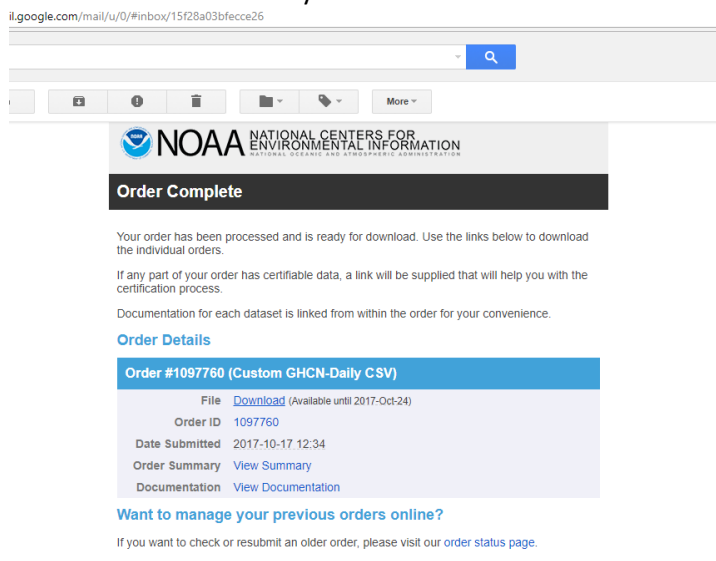 il.google.com/mail/u/0/#inbox/15f28a03bfecce26
More
NOAA NATIONAL CENTERS FOR
ENVIRONMENTAL INFORMATION
NATIONAL OCEANIC AND ATMOSPHERIC ADMINISTRATION
Order Complete
Your order has been processed and is ready for download. Use the links below to download
the individual orders.
If any part of your order has certifiable data, a link will be supplied that will help you with the
certification process.
Documentation for each dataset is linked from within the order for your convenience.
Order Details
Order #1097760 (Custom GHCN-Daily CSV)
File Download (Available until 2017-Oct-24)
Order ID 1097760
Date Submitted 2017-10-17 12:34
Order Summary View Summary
Documentation View Documentation
Want to manage your previous orders online?
If you want to check or resubmit an older order, please visit our order status page.